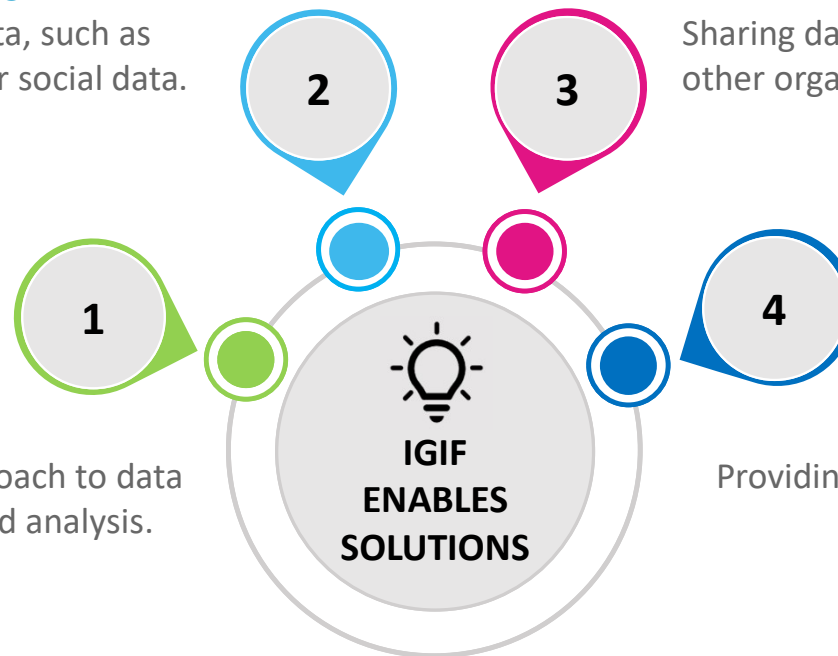 ta, such as
r social data.
2
3
Sharing da
other orga
1
4
oach to data
d analysis.
IGIF
ENABLES
SOLUTIONS
Providin